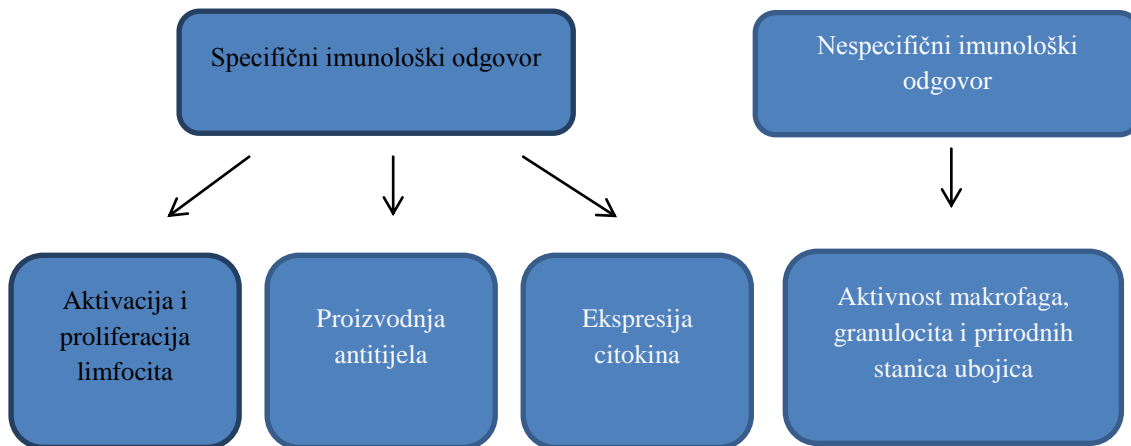 Specifični imunološki odgovor
Nespecifični imunološki
odgovor
Aktivacija i
proliferacija
limfocita
Proizvodnja
antitijela
Ekspresija
citokina
Aktivnost makrofaga,
granulocita i prirodnih
stanica ubojica